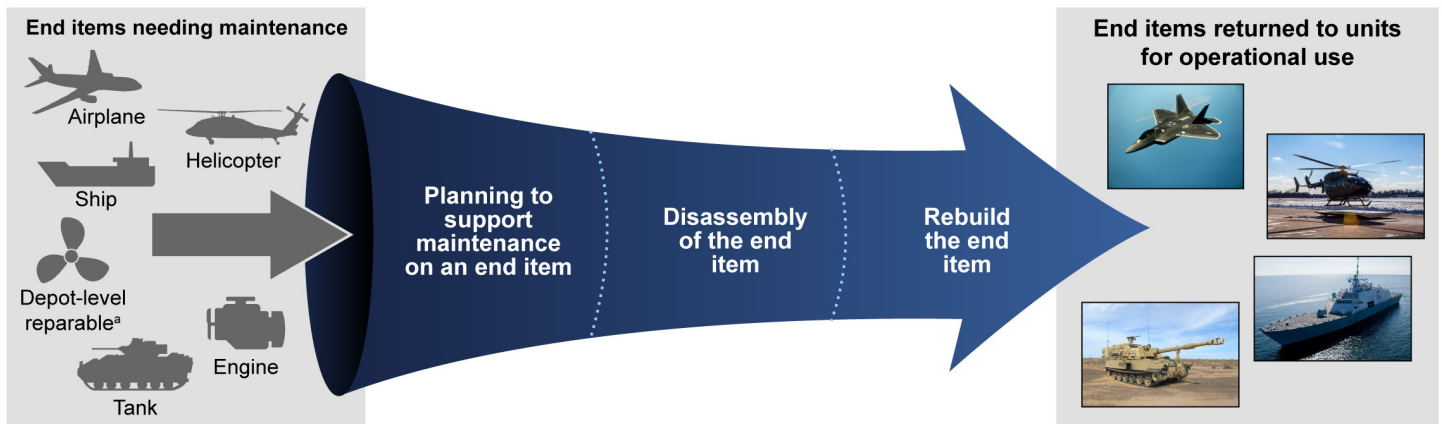 End items needing maintenance
Airplane
Helicopter
Ship
Depot-level
reparableª
Engine
Tank
Planning to
support
maintenance
on an end item
Disassembly
of the end
item
Rebuild
the end
item
End items returned to units
for operational use